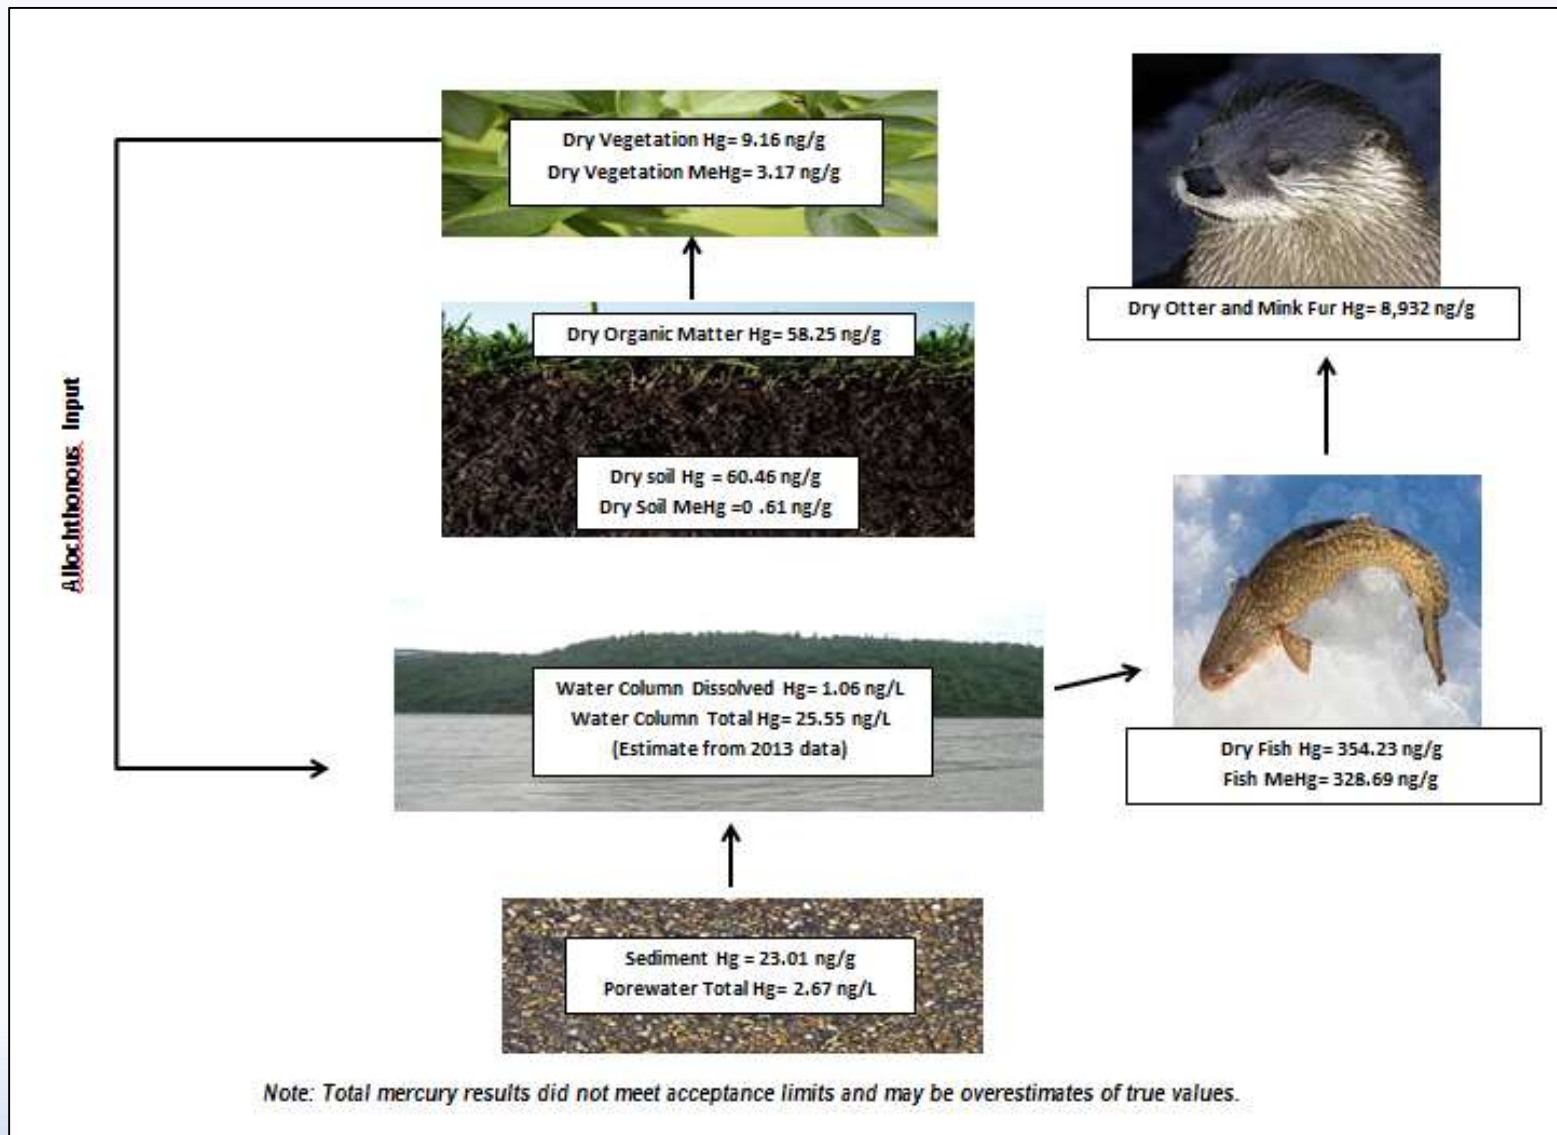 Dry Vegetation Hg= 9.16 ng/g
Dry Vegetation MeHg= 3.17 ng/g
Dry Organic Matter Hg= 58.25 ng/g
Dry soil Hg = 60.46 ng/g
Dry Soil MeHg =0 .61 ng/g
Allochthonous Input
Water Column Dissolved Hg= 1.06 ng/L
Water Column Total Hg= 25.55 ng/L
(Estimate from 2013 data)
Sediment Hg = 23.01 ng/g
Porewater Total Hg= 2.67 ng/L
Dry Otter and Mink Fur Hg= 8,932 ng/g
Dry Fish Hg= 354.23 ng/g
Fish MeHg= 328.69 ng/g
Note: Total mercury results did not meet acceptance limits and may be overestimates of true values.